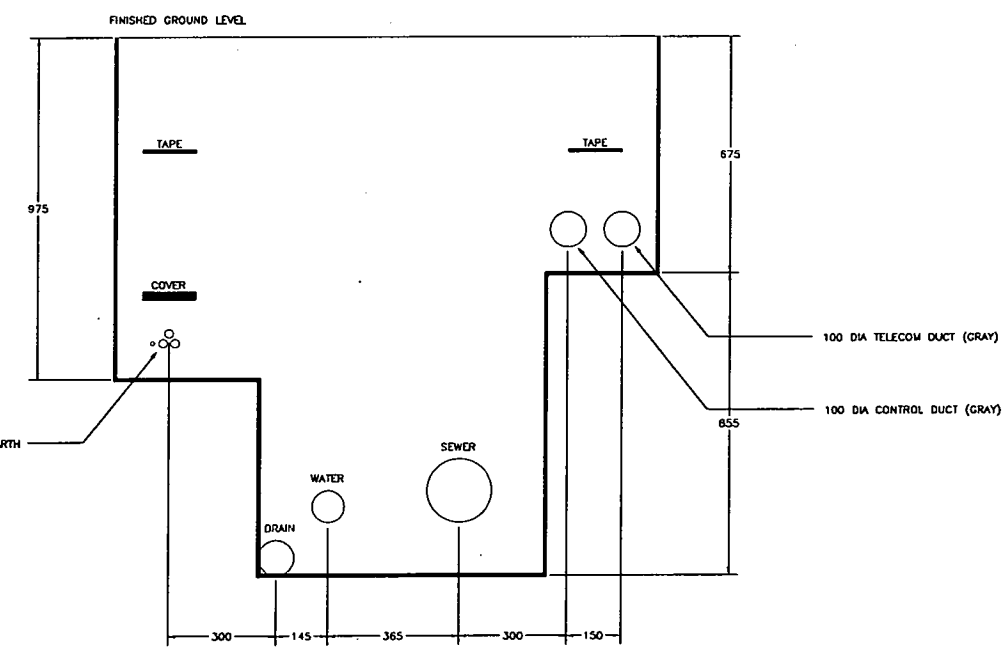 FINISHED GROUND LEVEL
TAPE
TAPE
675
975
COVER
100 DIA TELECOM DUCT (GRAY)
100 DIA CONTROL DUCT (GRAY)
655
RTH
SEWER
WATER
DRAIN
300
145
365
300
150